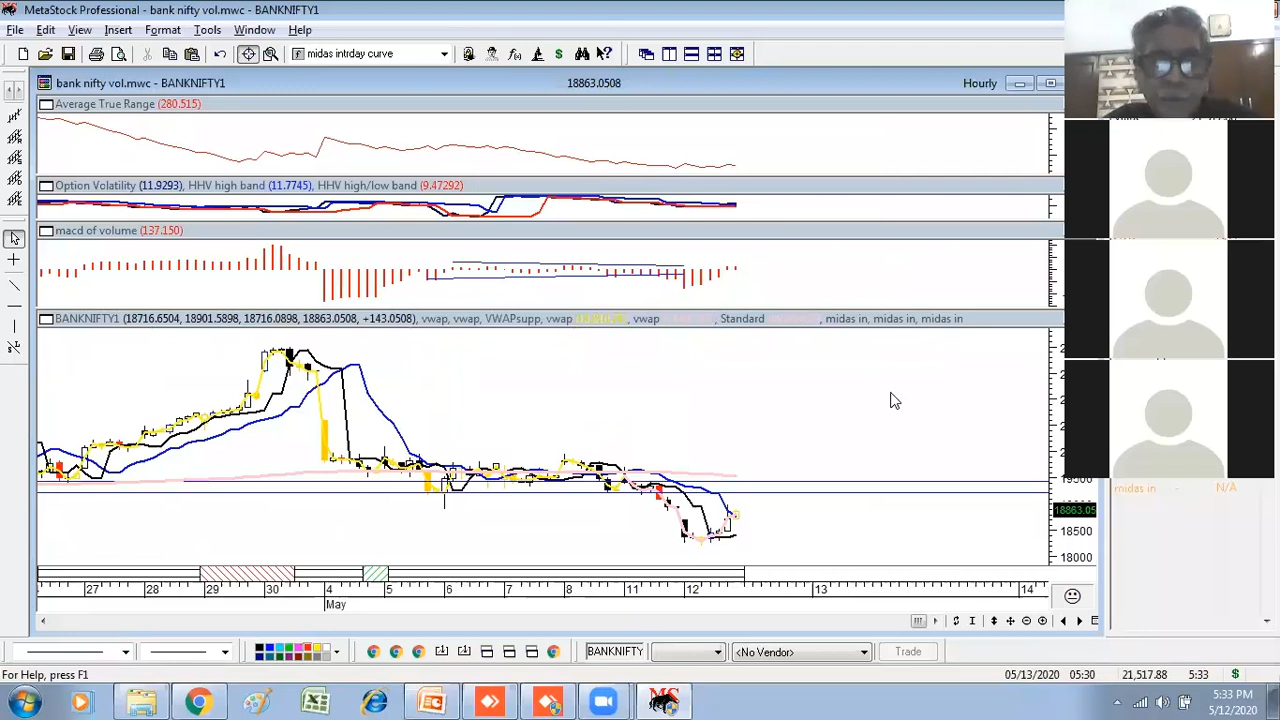 MetaStock Professional - bank nifty vol.mwc - BANKNIFTY1
File Edit View Insert Format Tools Window Help
midas intrday curve
bank nifty vol.mwc - BANKNIFTY1 18863.0508 Hourly
Average True Range (280.515)
Option Volatility (11.9293), HHV high band (11.7745), HHV high/low band (9.47292)
macd of volume (137.150)
BANKNIFTY1 (18716.6504, 18901.5898, 18716.0898, 18863.0508, +143.0508), vwap, vwap, VWAPsupp, vwap , vwap , Standard , midas in, midas in, midas in
midas in - N/A
18863.05
18500
18000
27 28 29 30 4 5 6 7 8 11 12 13 14
May
BANKNIFTY <No Vendor> Trade
For Help, press F1 05/13/2020 05:30 21,517.88 5:33 $
5:33 PM
5/12/2020